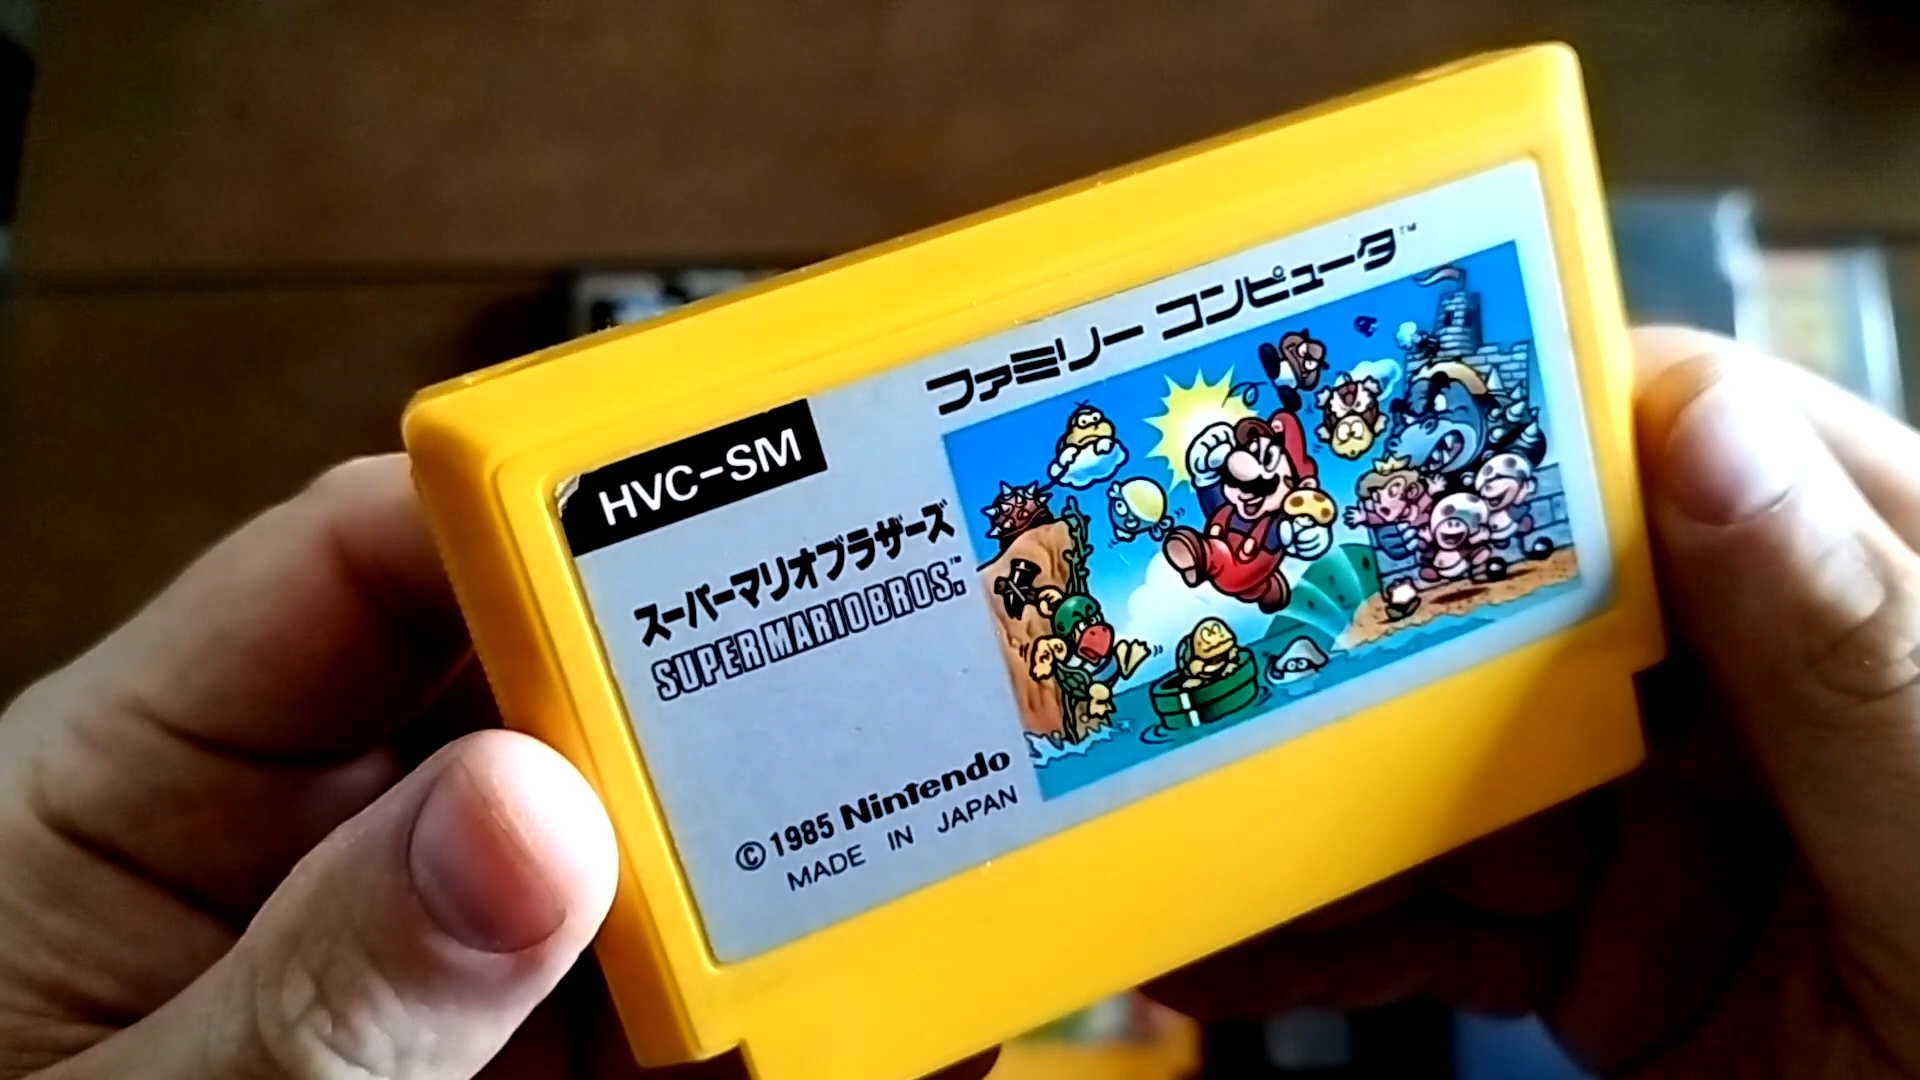 ファミリー コンピュータ™
HVC-SM
スーパーマリオブラザーズ
SUPER MARIO BROS.™
© 1985 Nintendo
MADE IN JAPAN